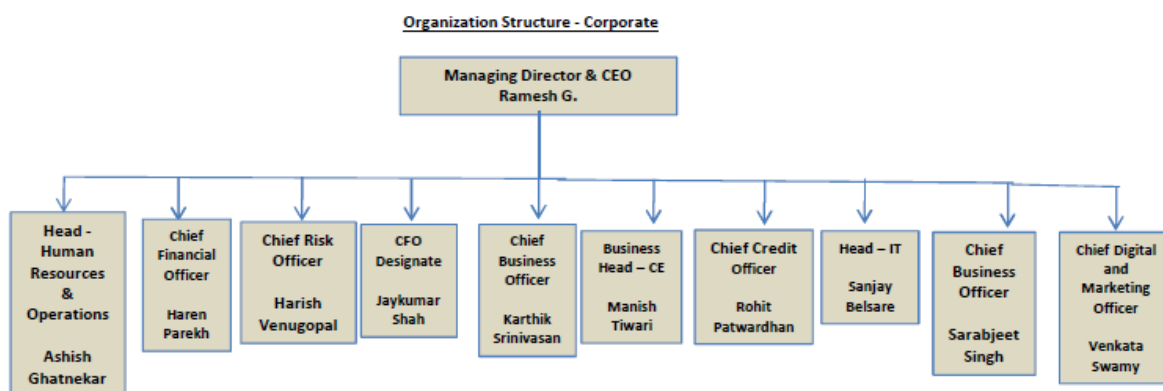 Organization Structure - Corporate
Managing Director & CEO
Ramesh G.
Head -
Human
Resources
&
Operations
Ashish
Ghatnekar
Chief
Financial
Officer
Haren
Parekh
Chief Risk
Officer
Harish
Venugopal
CFO
Designate
Jaykumar
Shah
Chief
Business
Officer
Karthik
Srinivasan
Business
Head – CE
Manish
Tiwari
Chief Credit
Officer
Rohit
Patwardhan
Head – IT
Sanjay
Belsare
Chief
Business
Officer
Sarabjeet
Singh
Chief Digital
and
Marketing
Officer
Venkata
Swamy